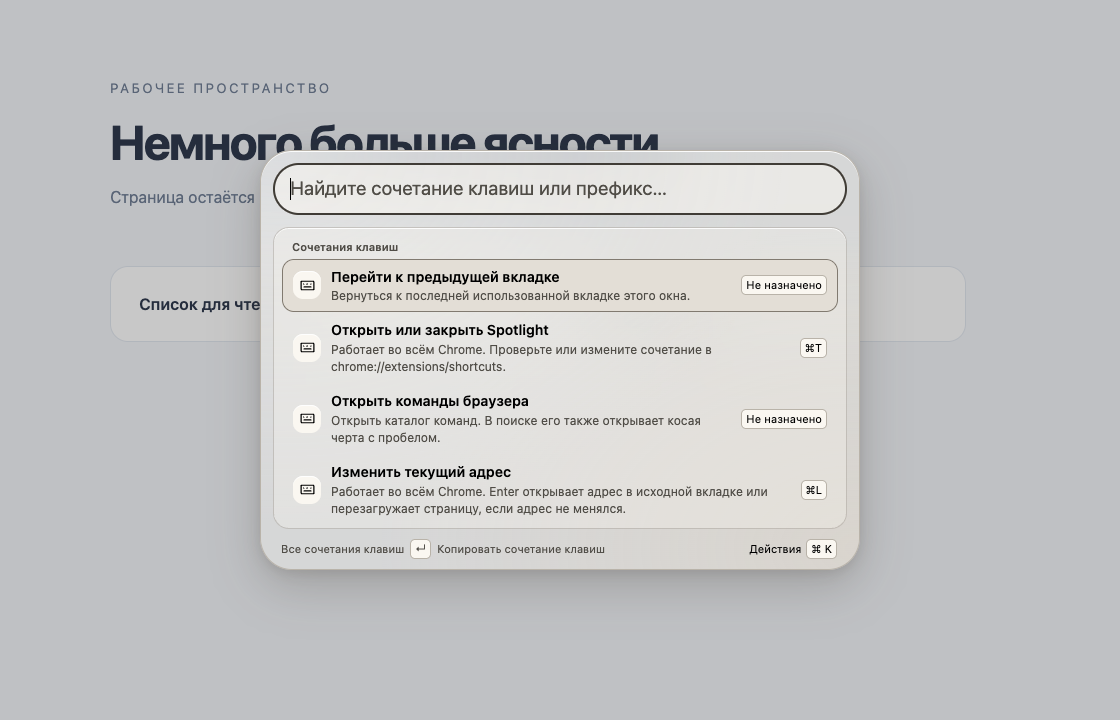 РАБОЧЕЕ ПРОСТРАНСТВО
Немного больше ясности
Страница остаётся
Список для чте
Найдите сочетание клавиш или префикс...
Сочетания клавиш
Перейти к предыдущей вкладке
Вернуться к последней использованной вкладке этого окна.
Не назначено
Открыть или закрыть Spotlight
Работает во всём Chrome. Проверьте или измените сочетание в
chrome://extensions/shortcuts.
⌘T
Открыть команды браузера
Открыть каталог команд. В поиске его также открывает косая
черта с пробелом.
Не назначено
Изменить текущий адрес
Работает во всём Chrome. Enter открывает адрес в исходной вкладке или
перезагружает страницу, если адрес не менялся.
⌘L
Все сочетания клавиш ↵ Копировать сочетание клавиш
Действия ⌘ K